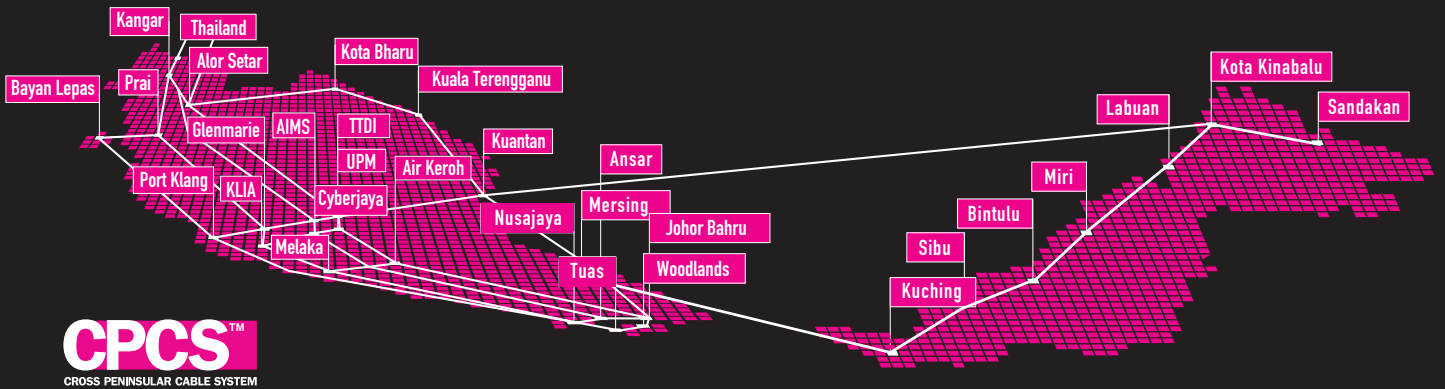 Kangar
Thailand
Alor Setar
Bayan Lepas
Prai
Kota Bharu
Kuala Terengganu
Glenmarie
AIMS
TTDI
UPM
Air Keroh
Kuantan
Port Klang
KLIA
Cyberjaya
Melaka
Ansar
Mersing
Nusajaya
Johor Bahru
Tuas
Woodlands
Kota Kinabalu
Labuan
Sandakan
Miri
Bintulu
Sibu
Kuching
CPCS™
CROSS PENINSULAR CABLE SYSTEM